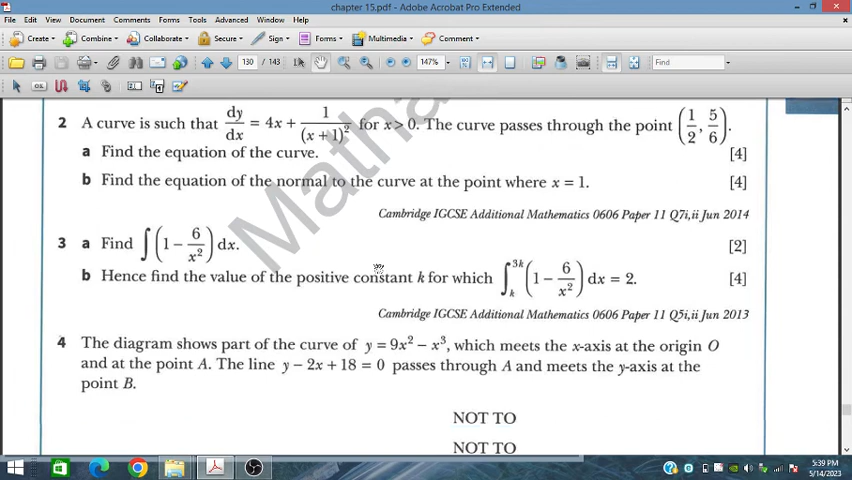 chapter 15.pdf - Adobe Acrobat Pro Extended
File Edit View Document Comments Forms Tools Advanced Window Help
Create Combine Collaborate Secure Sign Forms Multimedia Comment
130 / 143 147% Find
2 A curve is such that dy/dx = 4x + 1/(x + 1)² for x > 0. The curve passes through the point (1/2, 5/6).
a Find the equation of the curve. [4]
b Find the equation of the normal to the curve at the point where x = 1. [4]
Cambridge IGCSE Additional Mathematics 0606 Paper 11 Q7i,ii Jun 2014
3 a Find ∫(1 − 6/x²) dx. [2]
b Hence find the value of the positive constant k for which ∫ₖ³ᵏ (1 − 6/x²) dx = 2. [4]
Cambridge IGCSE Additional Mathematics 0606 Paper 11 Q5i,ii Jun 2013
4 The diagram shows part of the curve of y = 9x² − x³, which meets the x-axis at the origin O
and at the point A. The line y − 2x + 18 = 0 passes through A and meets the y-axis at the
point B.
NOT TO
NOT TO
5:39 PM
5/14/2023